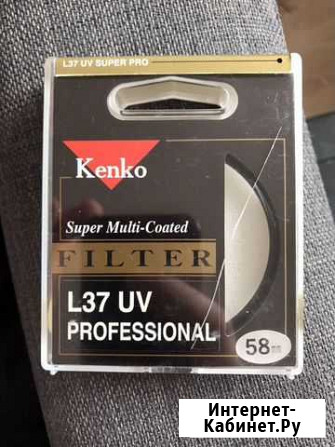 L37 UV SUPER PRO
Kenko
Super Multi-Coated
FILTER
L37 UV
PROFESSIONAL
58mm
Интернет-
Кабинет.Ру